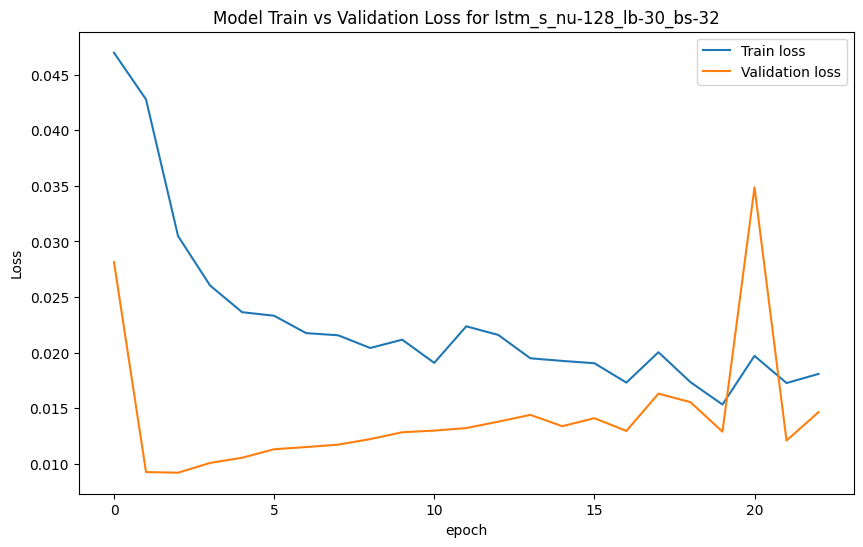 Model Train vs Validation Loss for lstm_s_nu-128_lb-30_bs-32
Train loss
Validation loss
0.045
0.040
0.035
0.030
0.025
0.020
0.015
0.010
Loss
0 5 10 15 20
epoch